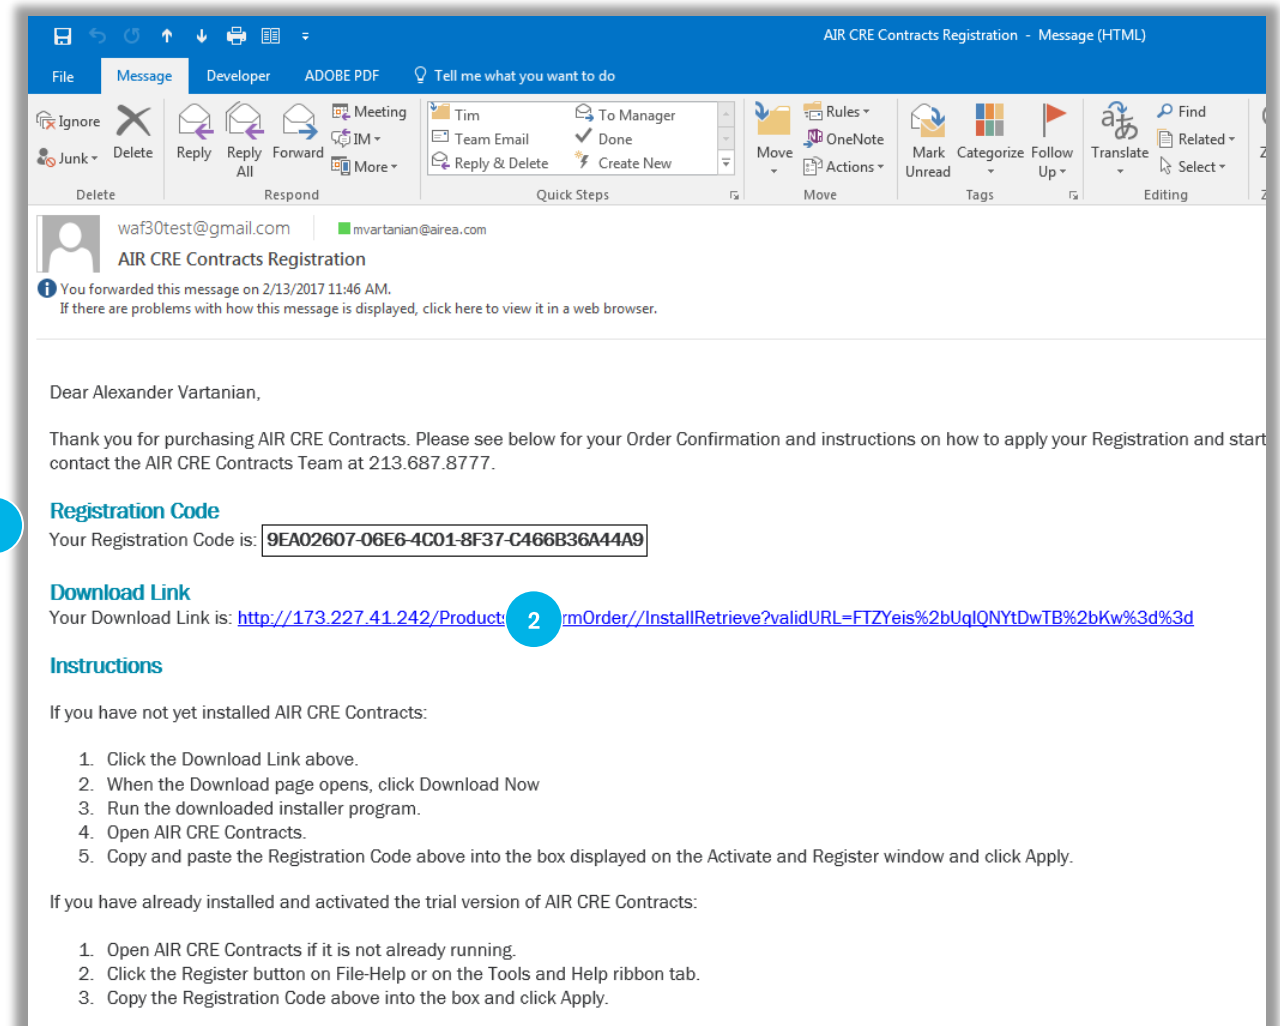 AIR CRE Contracts Registration - Message (HTML)
File Message Developer ADOBE PDF Tell me what you want to do
Ignore
Junk
Delete
Delete
Reply
Reply All
Forward
Meeting
IM
More
Respond
Tim
Team Email
Reply & Delete
To Manager
Done
Create New
Quick Steps
Move
Rules
OneNote
Actions
Move
Mark Unread
Categorize
Follow Up
Tags
Translate
Find
Related
Select
Editing
waf30test@gmail.com mvartanian@airea.com
AIR CRE Contracts Registration
You forwarded this message on 2/13/2017 11:46 AM.
If there are problems with how this message is displayed, click here to view it in a web browser.
Dear Alexander Vartanian,
Thank you for purchasing AIR CRE Contracts. Please see below for your Order Confirmation and instructions on how to apply your Registration and start
contact the AIR CRE Contracts Team at 213.687.8777.
Registration Code
Your Registration Code is: 9EA02607-06E6-4C01-8F37-C466B36A44A9
Download Link
Your Download Link is: http://173.227.41.242/Products 2 rmOrder//InstallRetrieve?validURL=FTZYeis%2bUqIQNYtDwTB%2bKw%3d%3d
Instructions
If you have not yet installed AIR CRE Contracts:
1. Click the Download Link above.
2. When the Download page opens, click Download Now
3. Run the downloaded installer program.
4. Open AIR CRE Contracts.
5. Copy and paste the Registration Code above into the box displayed on the Activate and Register window and click Apply.
If you have already installed and activated the trial version of AIR CRE Contracts:
1. Open AIR CRE Contracts if it is not already running.
2. Click the Register button on File-Help or on the Tools and Help ribbon tab.
3. Copy the Registration Code above into the box and click Apply.